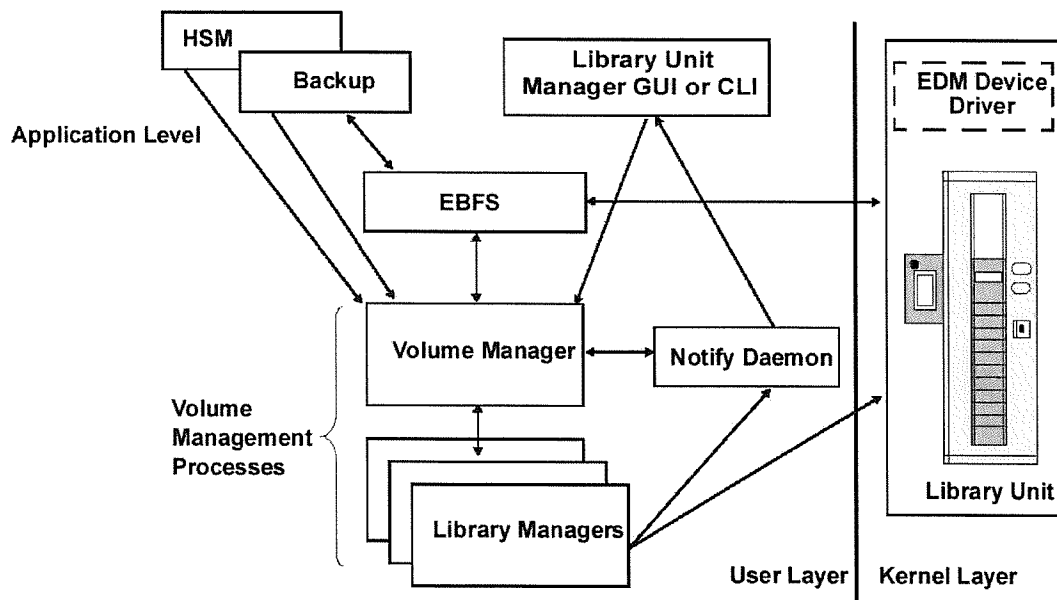 HSM
Backup
Library Unit
Manager GUI or CLI
EDM Device
Driver
Application Level
EBFS
Volume Manager
Notify Daemon
Volume
Management
Processes
Library Managers
Library Unit
User Layer
Kernel Layer